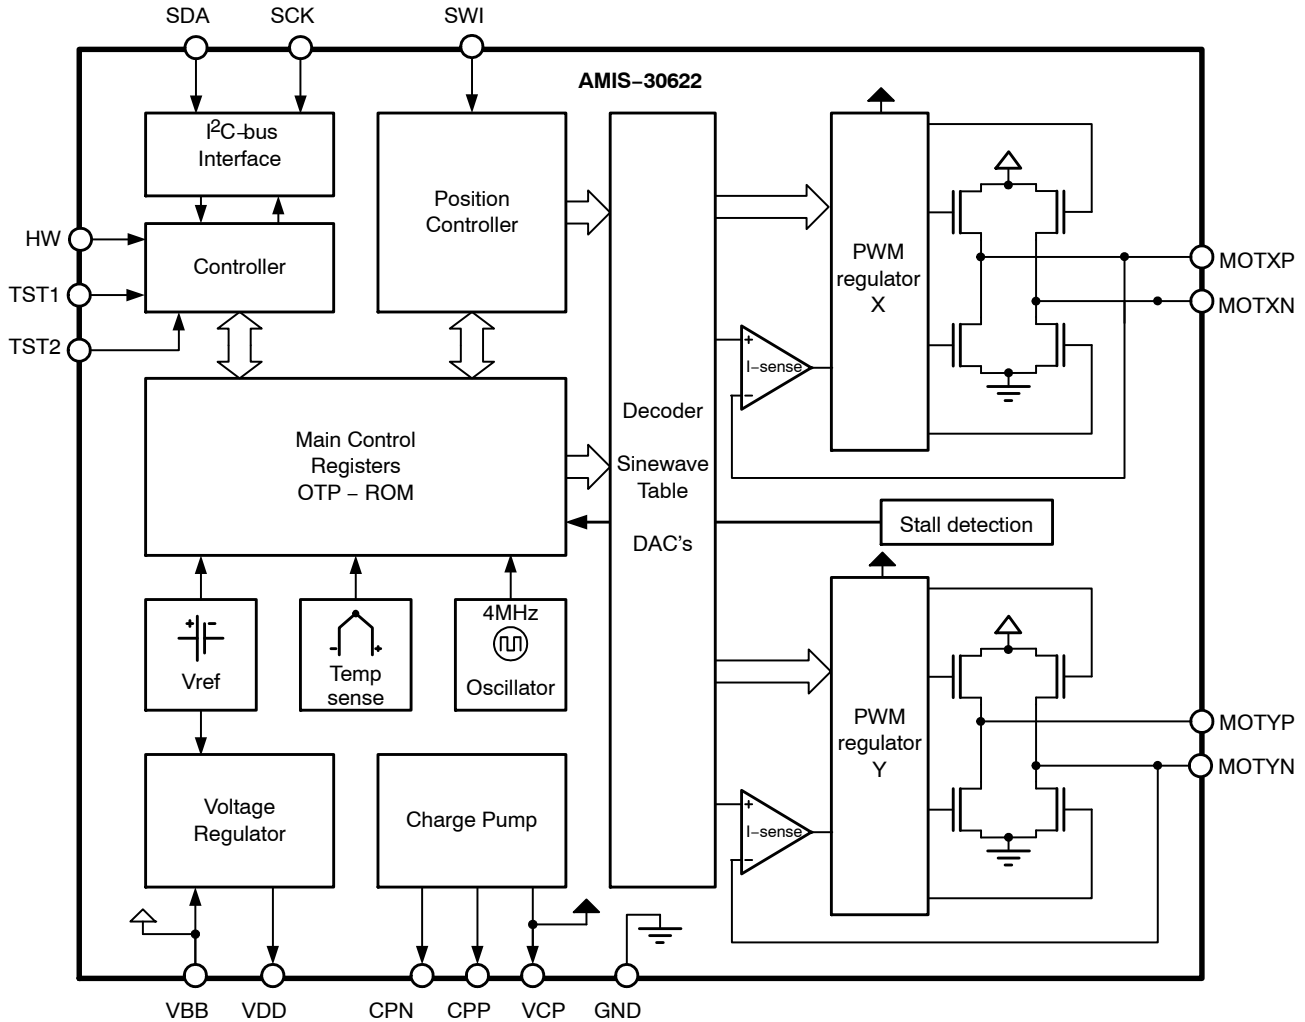 SDA
SCK
SWI
AMIS−30622
I2C−bus
Interface
Position
Controller
HW
Controller
TST1
TST2
PWM
regulator
X
MOTXP
MOTXN
+
I−sense
−
Main Control
Registers
OTP − ROM
Decoder
Sinewave
Table
DAC's
Stall detection
+ −
Vref
− +
Temp
sense
4MHz
Oscillator
PWM
regulator
Y
MOTYP
MOTYN
Voltage
Regulator
Charge Pump
+
I−sense
−
VBB
VDD
CPN
CPP
VCP
GND